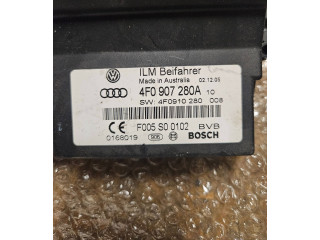 ILM Beifahrer
Made in Australia 02.12.05
4F0 907 280A 10
SW: 4F0910 280 008
F005 S0 0102 BVB
0168019 BOSCH